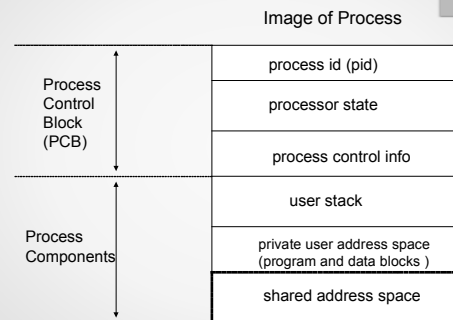 Image of Process
process id (pid)
Process
Control
Block
(PCB)
processor state
process control info
user stack
Process
Components
private user address space
(program and data blocks )
shared address space